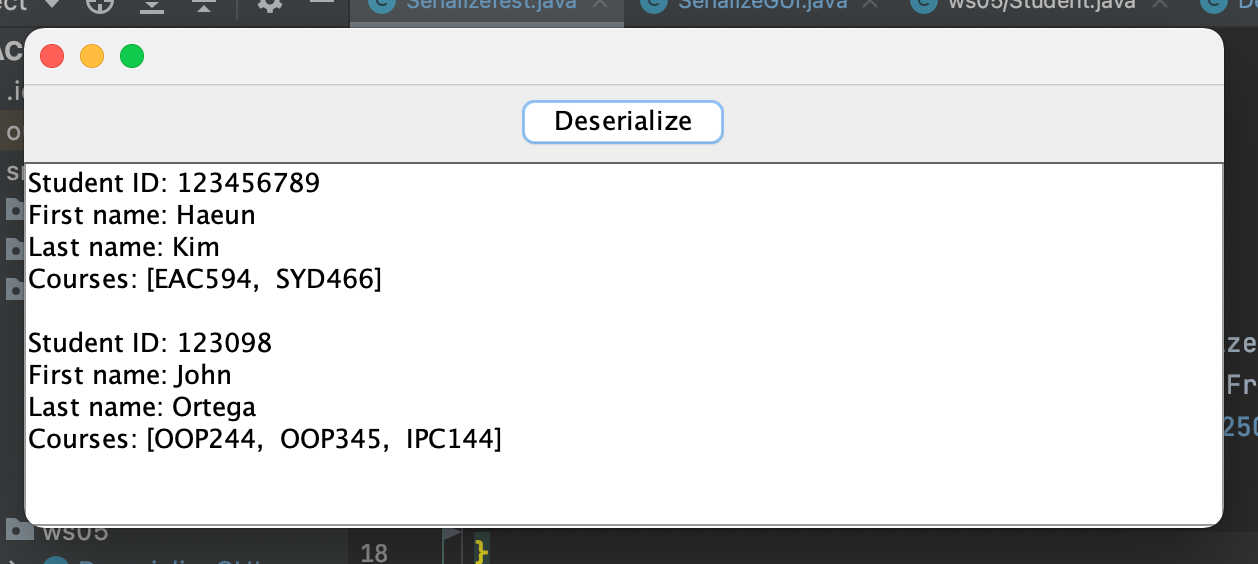 SerializeTest.java
SerializeGUI.java
ws05/Student.java
Deserialize
Student ID: 123456789
First name: Haeun
Last name: Kim
Courses: [EAC594,  SYD466]
Student ID: 123098
First name: John
Last name: Ortega
Courses: [OOP244,  OOP345,  IPC144]
ws05
18 }